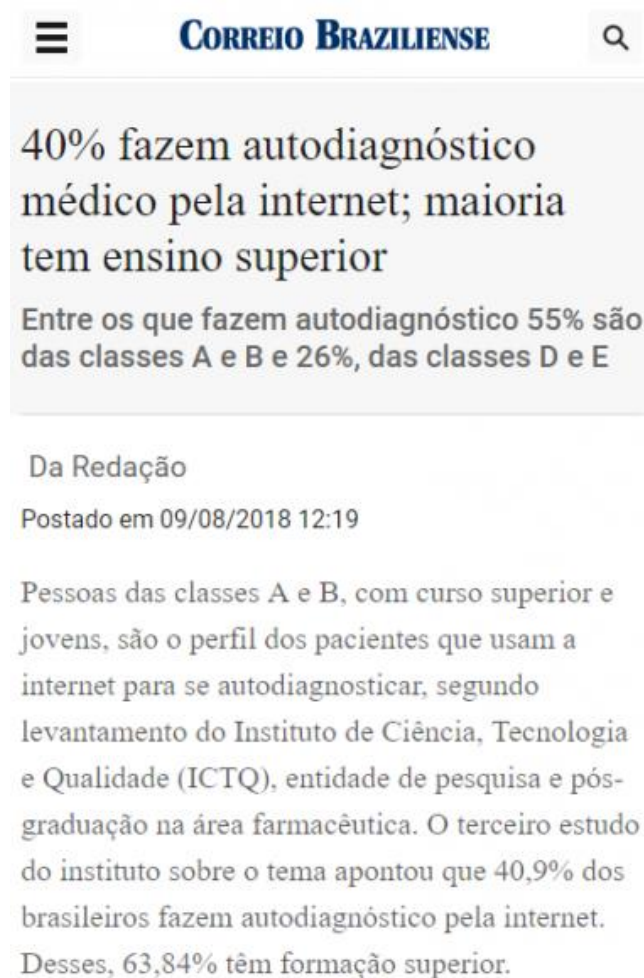 CORREIO BRAZILIENSE
40% fazem autodiagnóstico
médico pela internet; maioria
tem ensino superior
Entre os que fazem autodiagnóstico 55% são
das classes A e B e 26%, das classes D e E
Da Redação
Postado em 09/08/2018 12:19
Pessoas das classes A e B, com curso superior e
jovens, são o perfil dos pacientes que usam a
internet para se autodiagnosticar, segundo
levantamento do Instituto de Ciência, Tecnologia
e Qualidade (ICTQ), entidade de pesquisa e pós-
graduação na área farmacêutica. O terceiro estudo
do instituto sobre o tema apontou que 40,9% dos
brasileiros fazem autodiagnóstico pela internet.
Desses, 63,84% têm formação superior.